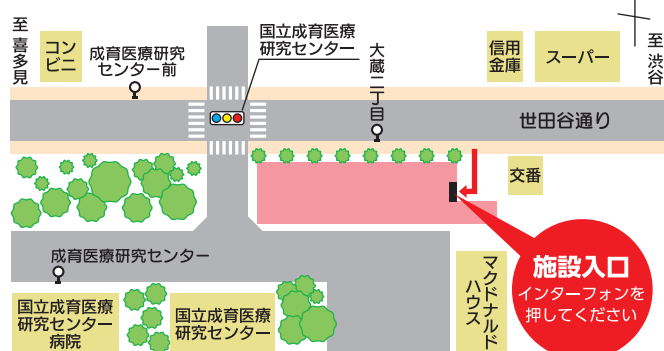 至
喜多見
コン
ビニ
成育医療研究
センター前
国立成育医療
研究センター
大蔵二丁目
信用
金庫
スーパー
至
渋谷
世田谷通り
交番
成育医療研究センター
国立成育医療
研究センター
病院
国立成育医療
研究センター
マクドナルド
ハウス
施設入口
インターフォンを
押してください